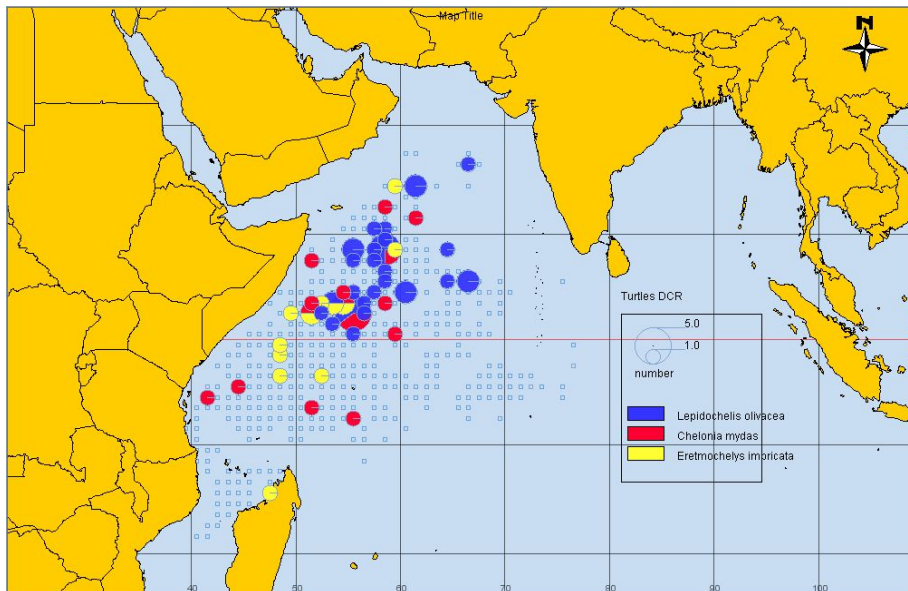 Map Title
N
Turtles DCR
5.0
1.0
number
Lepidochelis olivacea
Chelonia mydas
Eretmochelys impricata
40
50
60
70
80
90
100